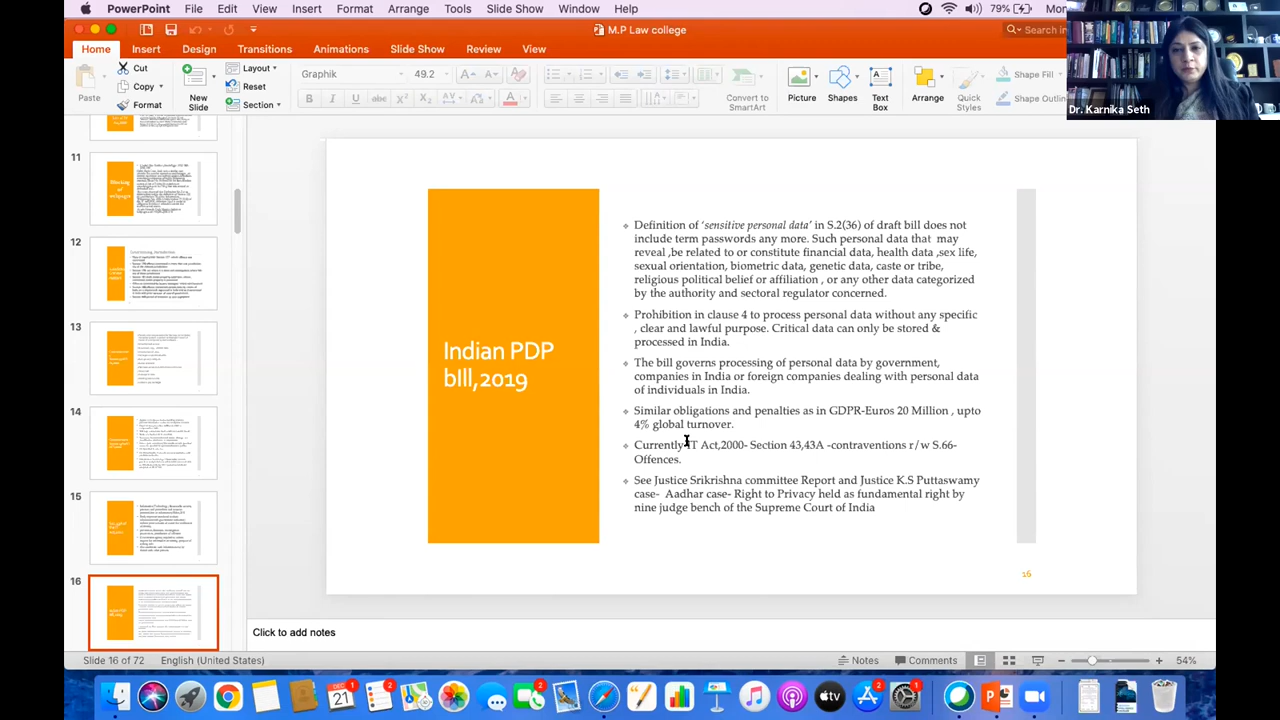 PowerPoint File Edit View Insert Format Arrange Tools Slide Show Window Help 79% Mon
M.P Law college
Search in
Home Insert Design Transitions Animations Slide Show Review View
Cut
Copy
Format
Paste
New Slide
Layout
Reset
Section
Graphik 49.2
B I U abc
Convert to SmartArt
Picture
Shapes
Text Box
Arrange
Quick Styles
Shape Fill
Shape Outline
Dr. Karnika Seth
11
12
13
14
15
16
Indian PDP
bIll,2019
Definition of ‘sensitive personal data’ in S.2(36) of draft bill does not
include term passwords any more. Such personal data that may
reveal ,be related to or constitute financial data, health data ,sex life,
sexual orientation, biometric data, genetic data, caste or tribe,
religious political belief or affiliation , or any other data categorized
by the authority and sectoral regulator concerned.
Prohibition in clause 4 to process personal data without any specific
, clear and lawful purpose. Critical data can only be stored &
processed in India.
The bill governs processing of personal data by government,
companies in India or foreign companies dealing with personal data
of individuals in India.
Similar obligations and penalties as in GDPR-Euros 20 Million , upto
4% global turnover.
Currently IT Act,2000- Section 43,43A -Contraventions r/w S.66-
Offences.
See Justice Srikrishna committee Report and Justice K.S Puttaswamy
case- Aadhar case- Right to Privacy held as fundamental right by
nine judge bench of the Supreme Court of India
16
Click to add notes
Slide 16 of 72 English (United States) Notes Comments 54%